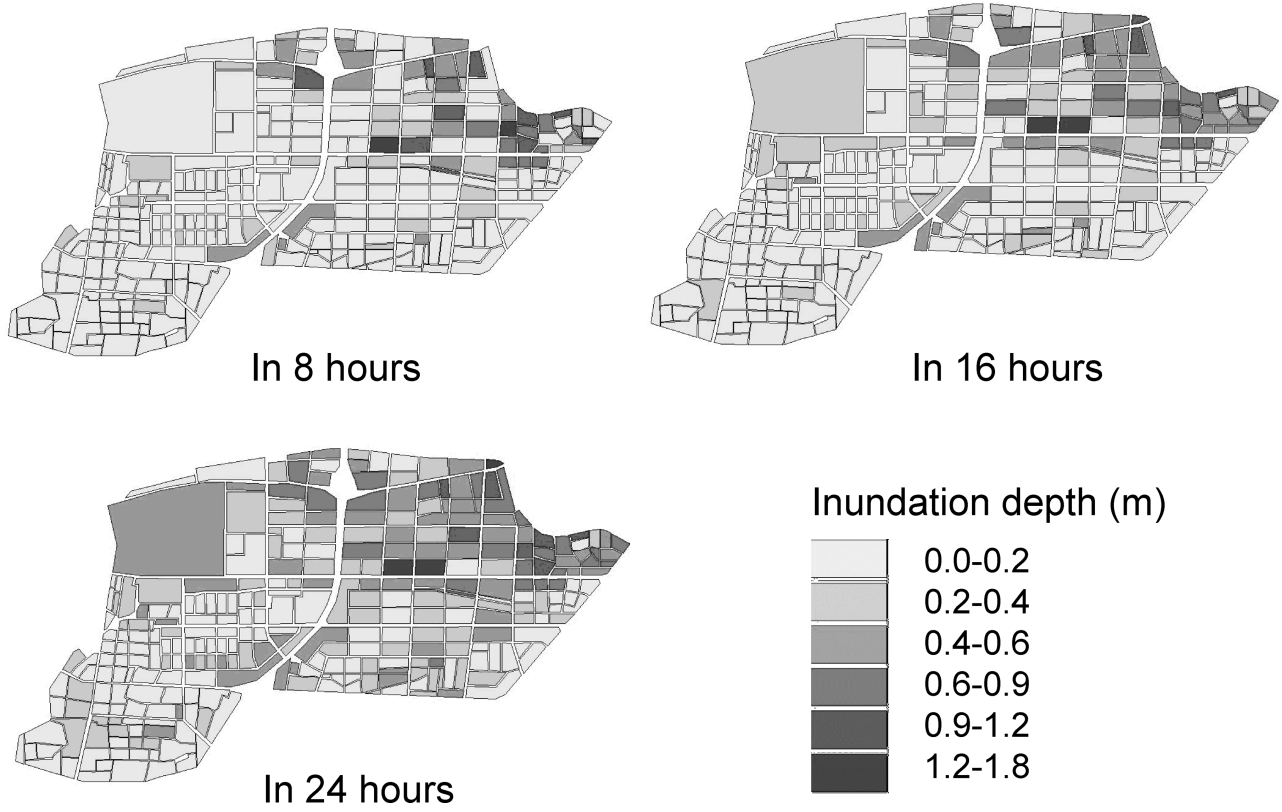 In 8 hours
In 16 hours
In 24 hours
Inundation depth (m)
0.0-0.2
0.2-0.4
0.4-0.6
0.6-0.9
0.9-1.2
1.2-1.8